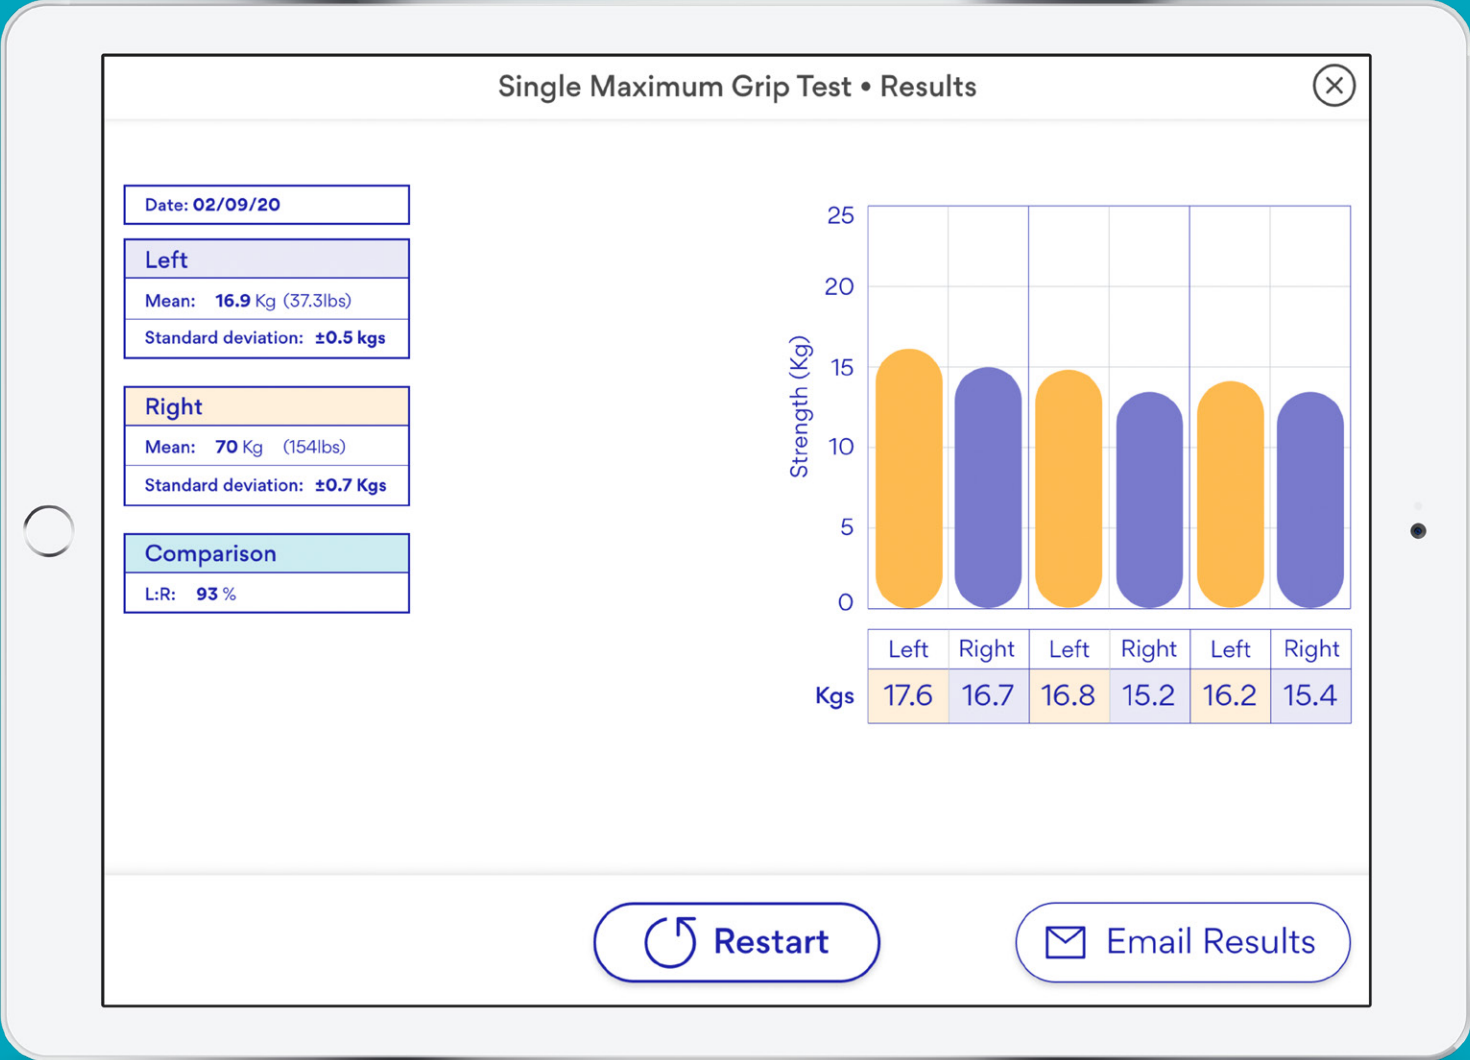 Single Maximum Grip Test • Results
Date: 02/09/20
Left
Mean: 16.9 Kg (37.3lbs)
Standard deviation: ±0.5 kgs
Right
Mean: 70 Kg (154lbs)
Standard deviation: ±0.7 Kgs
Comparison
L:R: 93 %
Strength (Kg)
25
20
15
10
5
0
Left Right Left Right Left Right
Kgs 17.6 16.7 16.8 15.2 16.2 15.4
Restart
Email Results